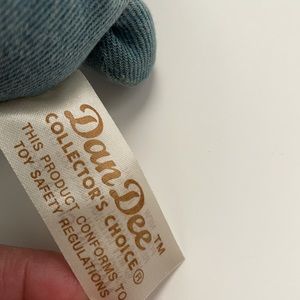 Dan Dee™
COLLECTOR'S CHOICE®
THIS PRODUCT CONFORMS TO
TOY SAFETY REGULATIONS